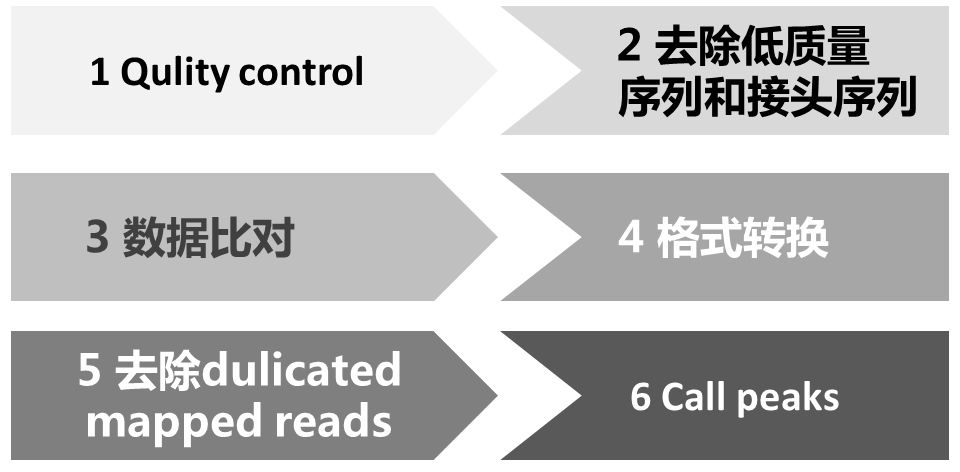 1 Qulity control
2 去除低质量
序列和接头序列
3 数据比对
4 格式转换
5 去除dulicated
mapped reads
6 Call peaks